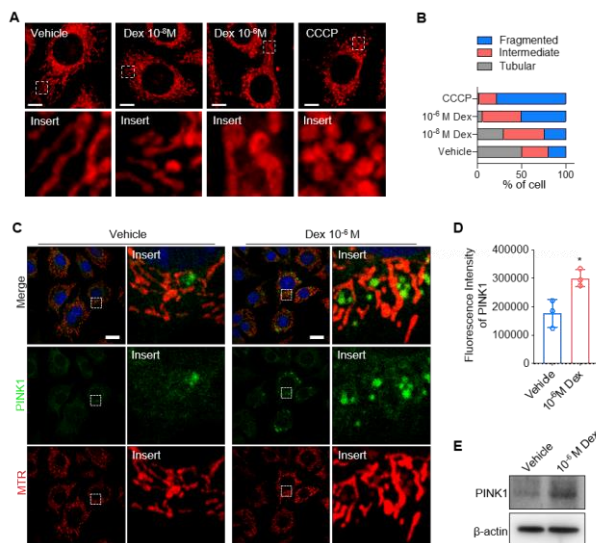 A
Vehicle
Dex 10⁻⁸M
Dex 10⁻⁶M
CCCP
Insert
Insert
Insert
Insert
B
Fragmented
Intermediate
Tubular
CCCP
10⁻⁶ M Dex
10⁻⁸ M Dex
Vehicle
0
100
% of cell
C
Vehicle
Dex 10⁻⁶ M
Merge
Insert
Insert
PINK1
Insert
Insert
MTR
Insert
Insert
D
Fluorescence Intensity
of PINK1
400000
300000
200000
100000
0
*
Vehicle
10⁻⁶M Dex
E
Vehicle
10⁻⁶ M Dex
PINK1
β-actin